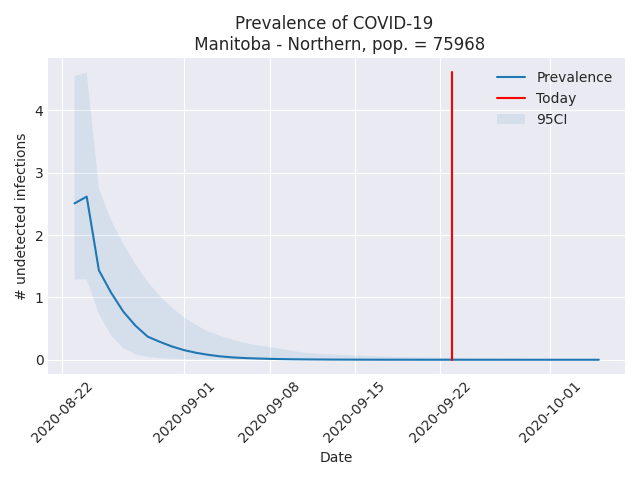 Prevalence of COVID-19
Manitoba - Northern, pop. = 75968
Prevalence
Today
95CI
# undetected infections
4
3
2
1
0
2020-08-22
2020-09-01
2020-09-08
2020-09-15
2020-09-22
2020-10-01
Date